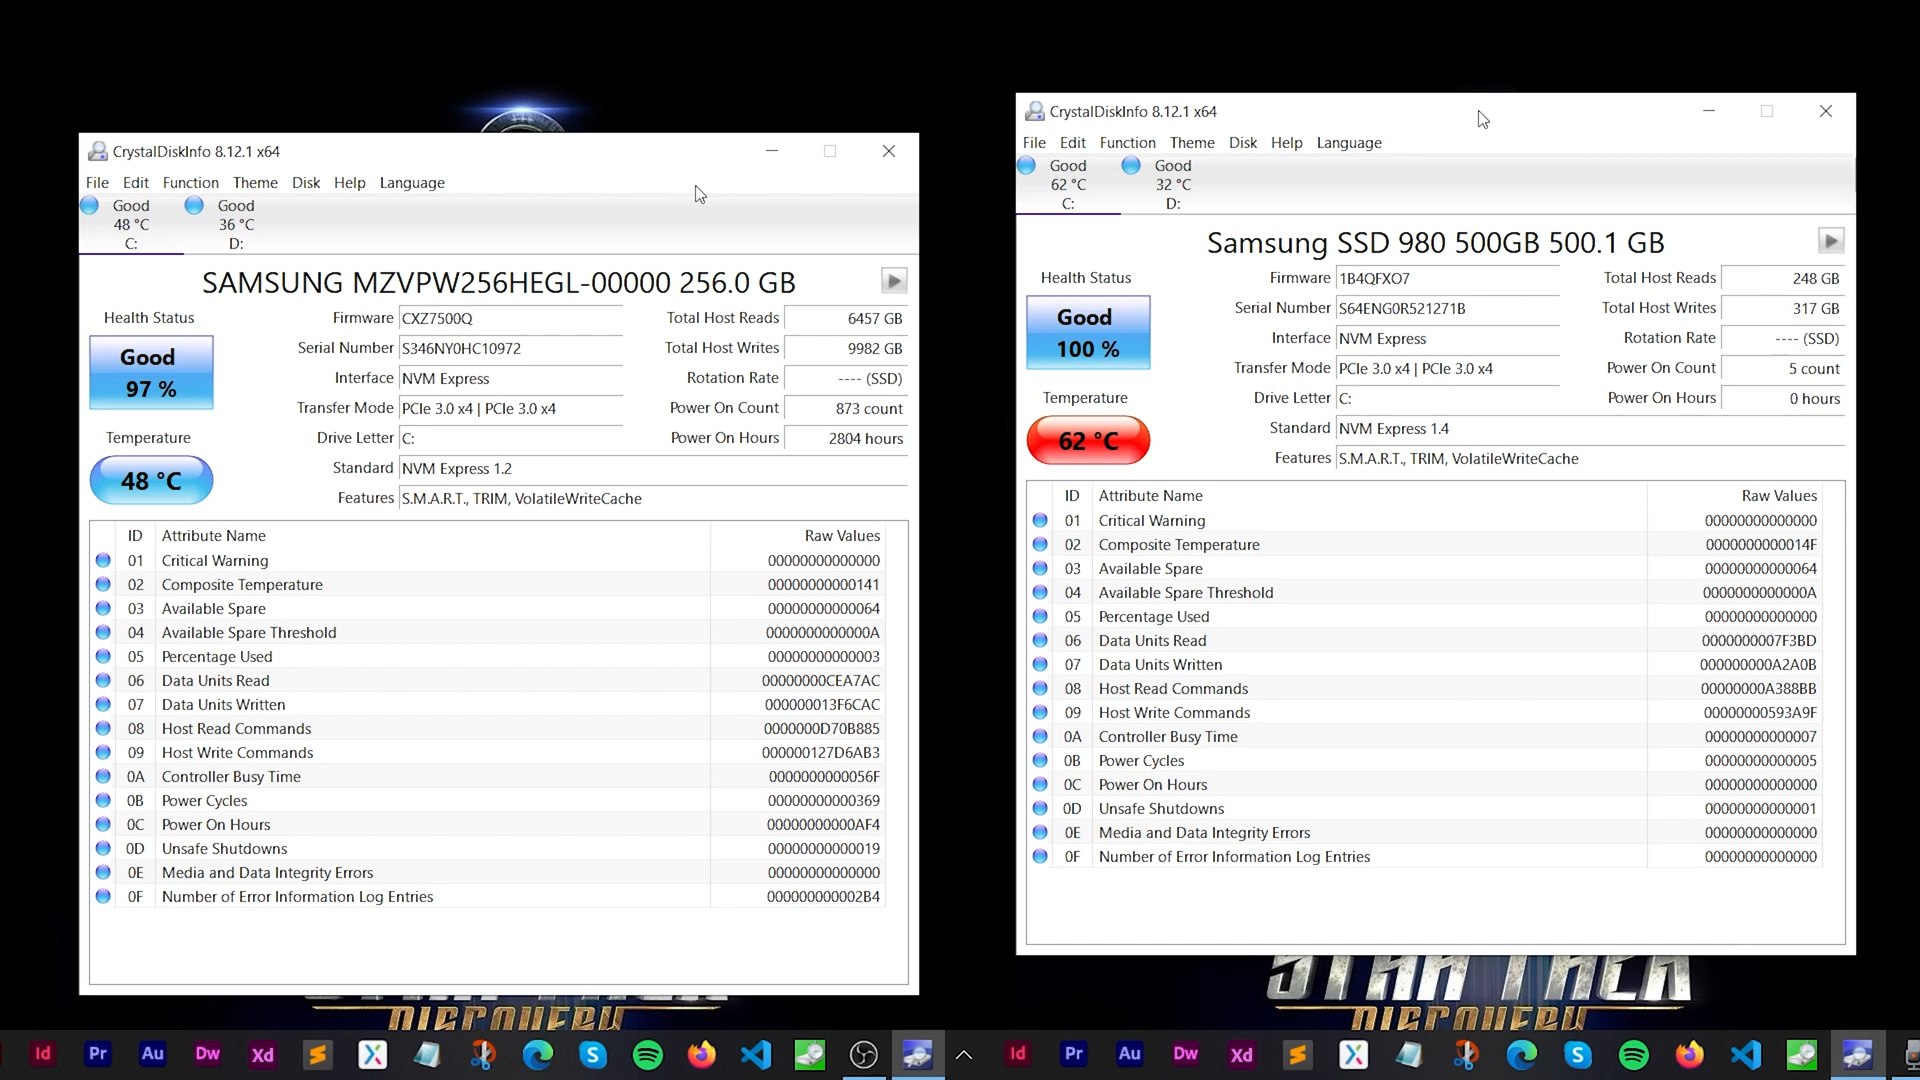 CrystalDiskInfo 8.12.1 x64
File Edit Function Theme Disk Help Language
Good Good
48 °C 36 °C
C: D:
SAMSUNG MZVPW256HEGL-00000 256.0 GB
Health Status
Good
97 %
Temperature
48 °C
Firmware CXZ7500Q
Serial Number S346NY0HC10972
Interface NVM Express
Transfer Mode PCIe 3.0 x4 | PCIe 3.0 x4
Drive Letter C:
Standard NVM Express 1.2
Features S.M.A.R.T., TRIM, VolatileWriteCache
Total Host Reads 6457 GB
Total Host Writes 9982 GB
Rotation Rate ---- (SSD)
Power On Count 873 count
Power On Hours 2804 hours
ID Attribute Name Raw Values
01 Critical Warning 00000000000000
02 Composite Temperature 00000000000141
03 Available Spare 00000000000064
04 Available Spare Threshold 0000000000000A
05 Percentage Used 00000000000003
06 Data Units Read 00000000CEA7AC
07 Data Units Written 000000013F6CAC
08 Host Read Commands 0000000D70B885
09 Host Write Commands 000000127D6AB3
0A Controller Busy Time 0000000000056F
0B Power Cycles 00000000000369
0C Power On Hours 00000000000AF4
0D Unsafe Shutdowns 00000000000019
0E Media and Data Integrity Errors 00000000000000
0F Number of Error Information Log Entries 000000000002B4
CrystalDiskInfo 8.12.1 x64
File Edit Function Theme Disk Help Language
Good Good
62 °C 32 °C
C: D:
Samsung SSD 980 500GB 500.1 GB
Health Status
Good
100 %
Temperature
62 °C
Firmware 1B4QFXO7
Serial Number S64ENG0R521271B
Interface NVM Express
Transfer Mode PCIe 3.0 x4 | PCIe 3.0 x4
Drive Letter C:
Standard NVM Express 1.4
Features S.M.A.R.T., TRIM, VolatileWriteCache
Total Host Reads 248 GB
Total Host Writes 317 GB
Rotation Rate ---- (SSD)
Power On Count 5 count
Power On Hours 0 hours
ID Attribute Name Raw Values
01 Critical Warning 00000000000000
02 Composite Temperature 0000000000014F
03 Available Spare 00000000000064
04 Available Spare Threshold 0000000000000A
05 Percentage Used 00000000000000
06 Data Units Read 0000000007F3BD
07 Data Units Written 000000000A2A0B
08 Host Read Commands 00000000A388BB
09 Host Write Commands 00000000593A9F
0A Controller Busy Time 00000000000007
0B Power Cycles 00000000000005
0C Power On Hours 00000000000000
0D Unsafe Shutdowns 00000000000001
0E Media and Data Integrity Errors 00000000000000
0F Number of Error Information Log Entries 00000000000000
STAR TREK
DISCOVERY
DISCOVERY
Id Pr Au Dw Xd
Id Pr Au Dw Xd